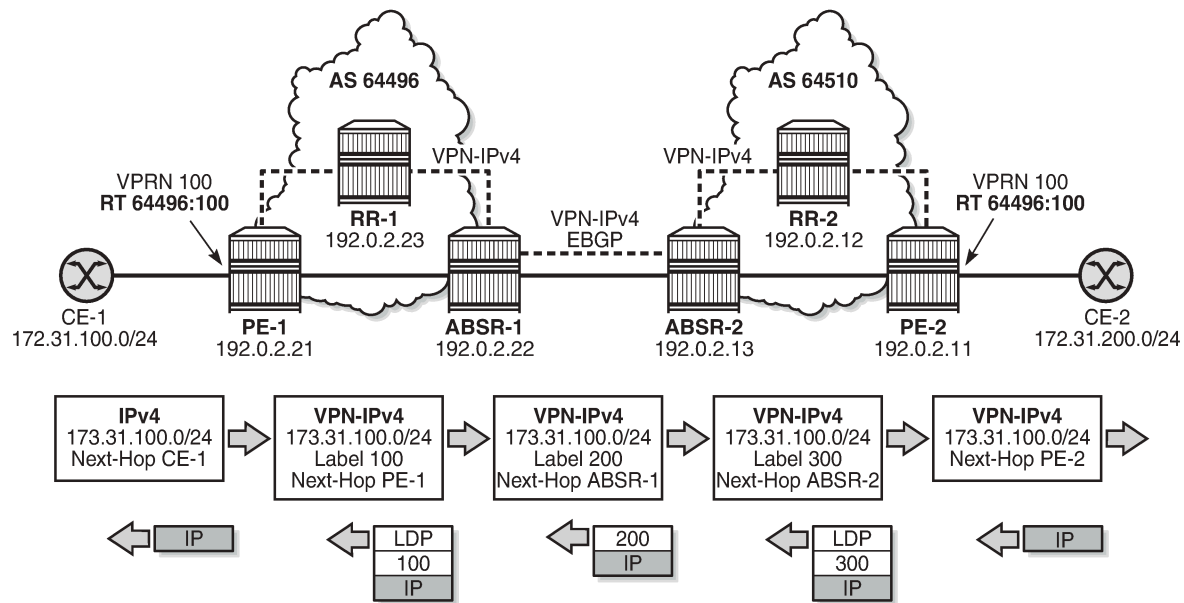 AS 64496
AS 64510
VPN-IPv4
VPN-IPv4
VPRN 100
RT 64496:100
RR-1
192.0.2.23
VPN-IPv4
EBGP
RR-2
192.0.2.12
VPRN 100
RT 64496:100
CE-1
172.31.100.0/24
PE-1
192.0.2.21
ABSR-1
192.0.2.22
ABSR-2
192.0.2.13
PE-2
192.0.2.11
CE-2
172.31.200.0/24
IPv4
173.31.100.0/24
Next-Hop CE-1
VPN-IPv4
173.31.100.0/24
Label 100
Next-Hop PE-1
VPN-IPv4
173.31.100.0/24
Label 200
Next-Hop ABSR-1
VPN-IPv4
173.31.100.0/24
Label 300
Next-Hop ABSR-2
VPN-IPv4
173.31.100.0/24
Next-Hop PE-2
IP
LDP
100
IP
200
IP
LDP
300
IP
IP